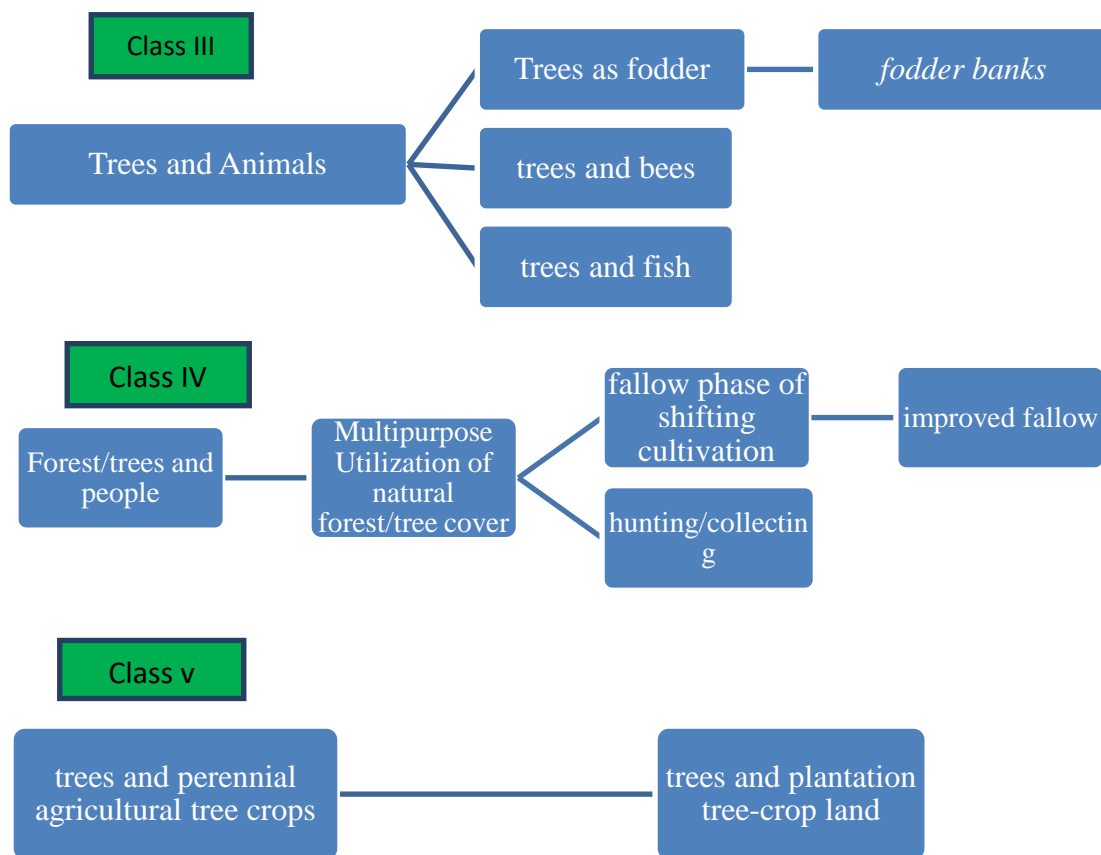 Class III
Trees as fodder
fodder banks
Trees and Animals
trees and bees
trees and fish
Class IV
fallow phase of
shifting
cultivation
improved fallow
Multipurpose
Utilization of
natural
forest/tree cover
Forest/trees and
people
hunting/collectin
g
Class v
trees and perennial
agricultural tree crops
trees and plantation
tree-crop land